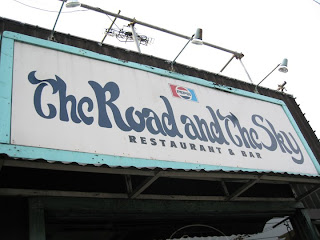 The Road and The Sky
RESTAURANT & BAR